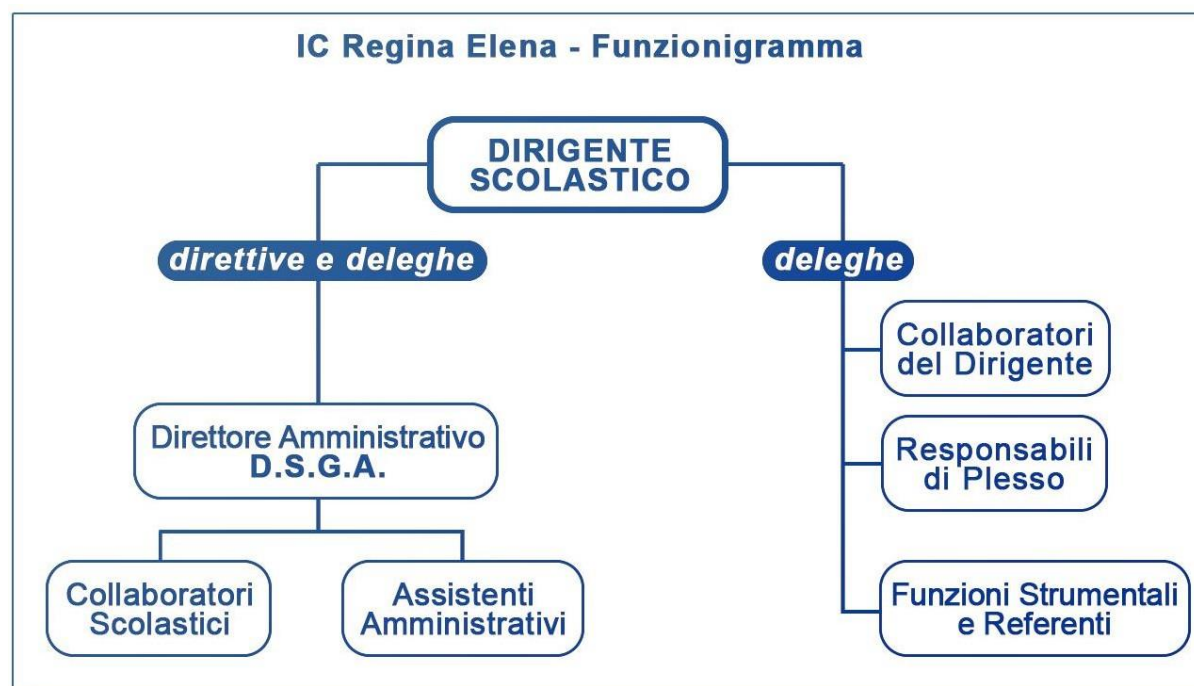 IC Regina Elena - Funzionigramma
DIRIGENTE
SCOLASTICO
direttive e deleghe
deleghe
Collaboratori
del Dirigente
Direttore Amministrativo
D.S.G.A.
Responsabili
di Plesso
Collaboratori
Scolastici
Assistenti
Amministrativi
Funzioni Strumentali
e Referenti